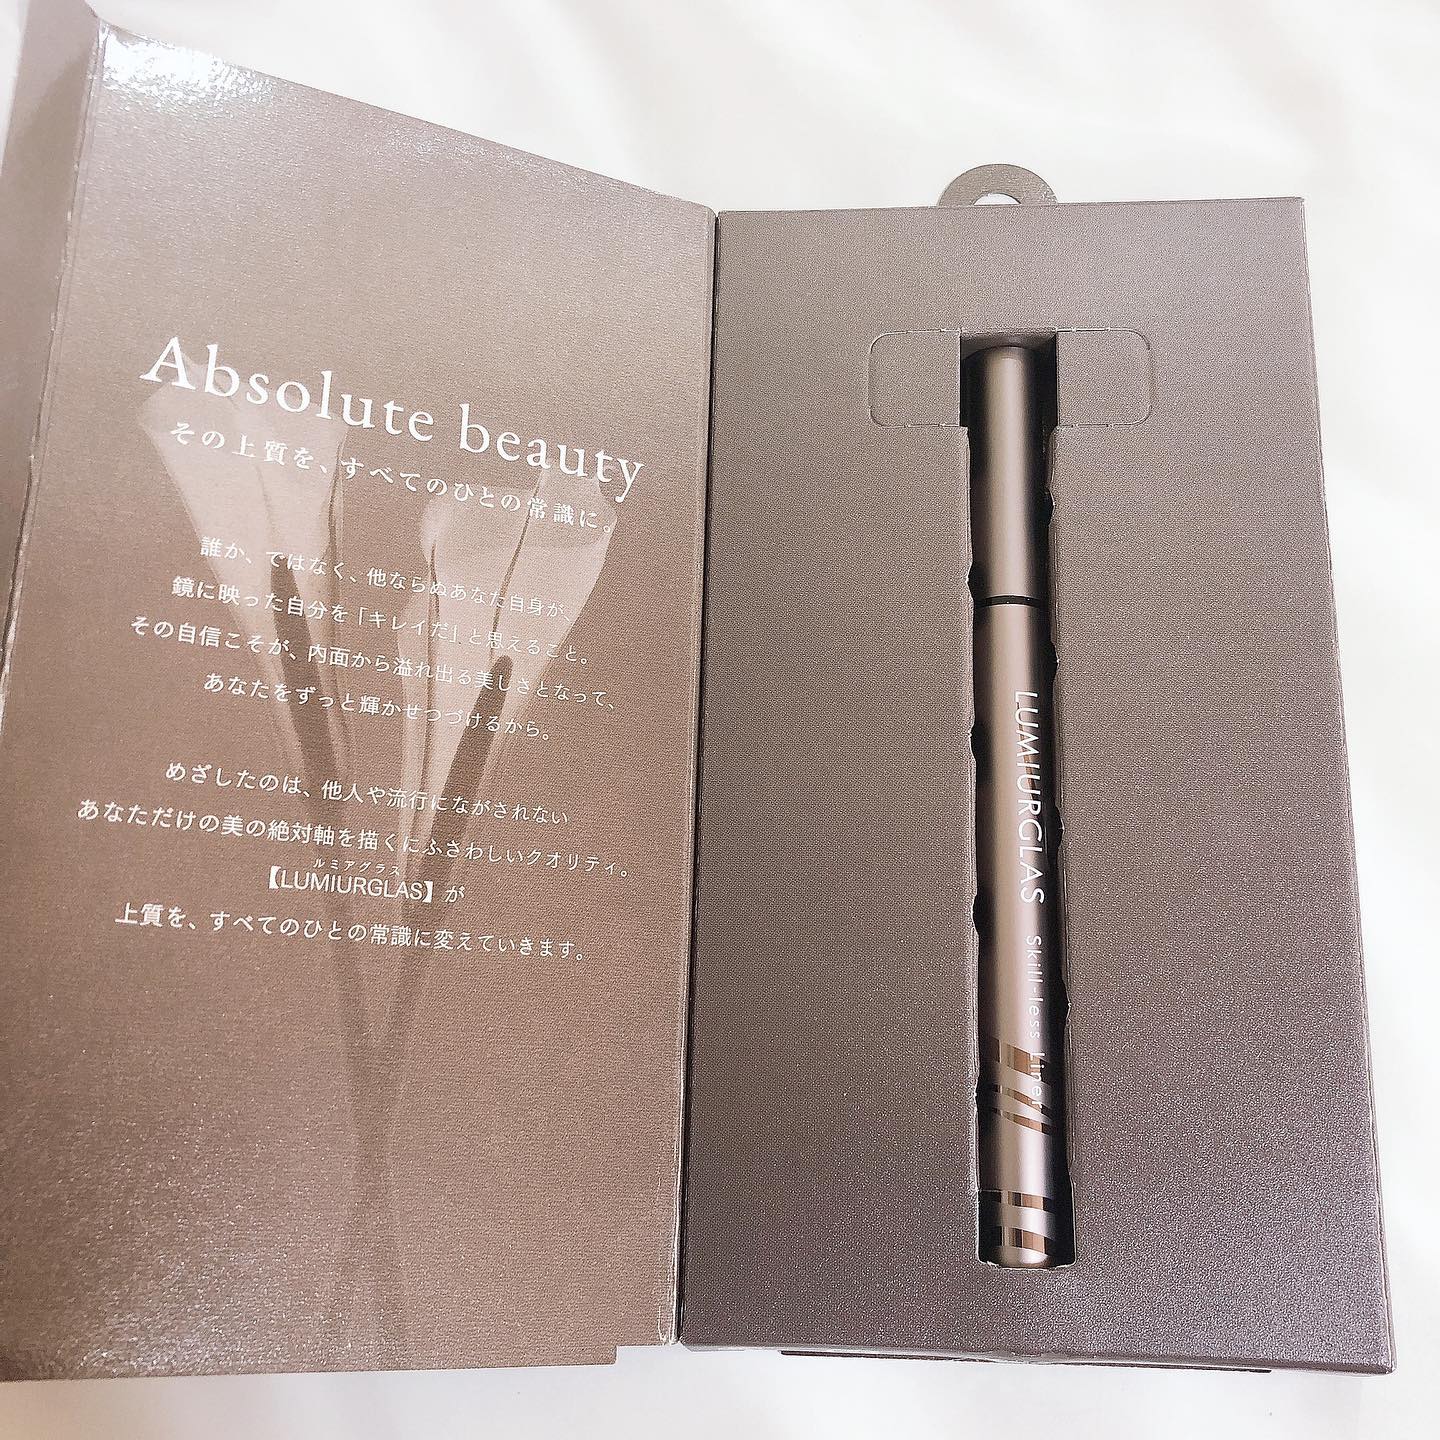 Absolute beauty
その上質を、すべてのひとの常識に。
誰か、ではなく、他ならぬあなた自身が、
鏡に映った自分を「キレイだ」と思えること。
その自信こそが、内面から溢れ出る美しさとなって、
あなたをずっと輝かせつづけるから。
めざしたのは、他人や流行にながされない
あなただけの美の絶対軸を描くにふさわしいクオリティ。
ルミアグラス
【LUMIURGLAS】が
上質を、すべてのひとの常識に変えていきます。
LUMIURGLAS Skill-less Liner